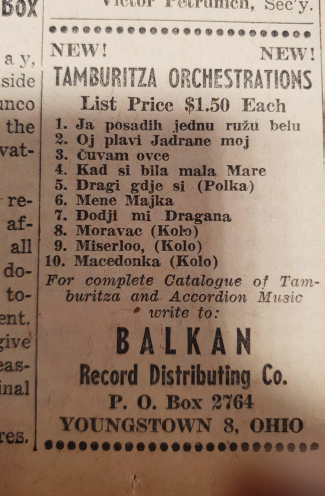 Box
Victor Petrunich, Sec'y.
a y,
side
unco
the
vat-
re-
af-
all
do-
to-
ent.
give
eas-
inal
res.
NEW! NEW!
TAMBURITZA ORCHESTRATIONS
List Price $1.50 Each
1. Ja posadih jednu ružu belu
2. Oj plavi Jadrane moj
3. Čuvam ovce
4. Kad si bila mala Mare
5. Dragi gdje si (Polka)
6. Mene Majka
7. Dodji mi Dragana
8. Moravac (Kolo)
9. Miserloo, (Kolo)
10. Macedonka (Kolo)
For complete Catalogue of Tam-
buritza and Accordion Music
write to:
BALKAN
Record Distributing Co.
P. O. Box 2764
YOUNGSTOWN 8, OHIO